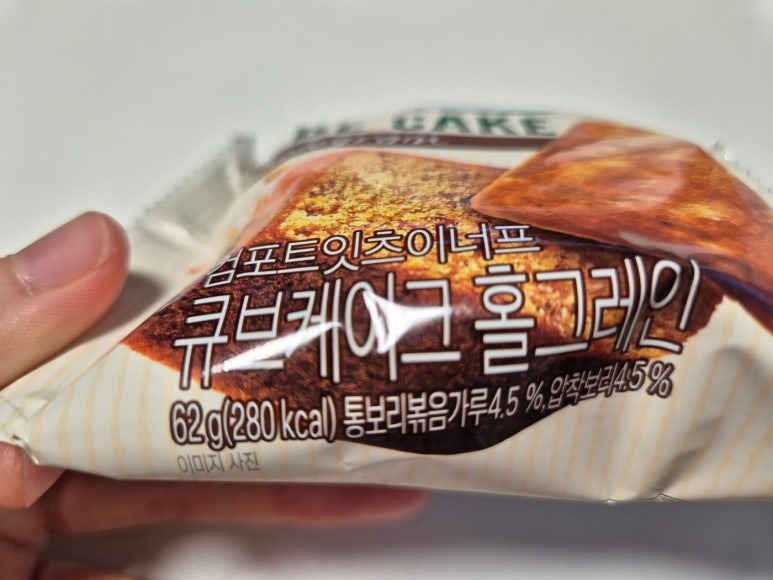 CAKE
컴포트잇츠이너프
큐브케이크 홀그레인
62 g(280 kcal) 통보리볶음가루4.5 %, 압착보리4.5 %
이미지 사진